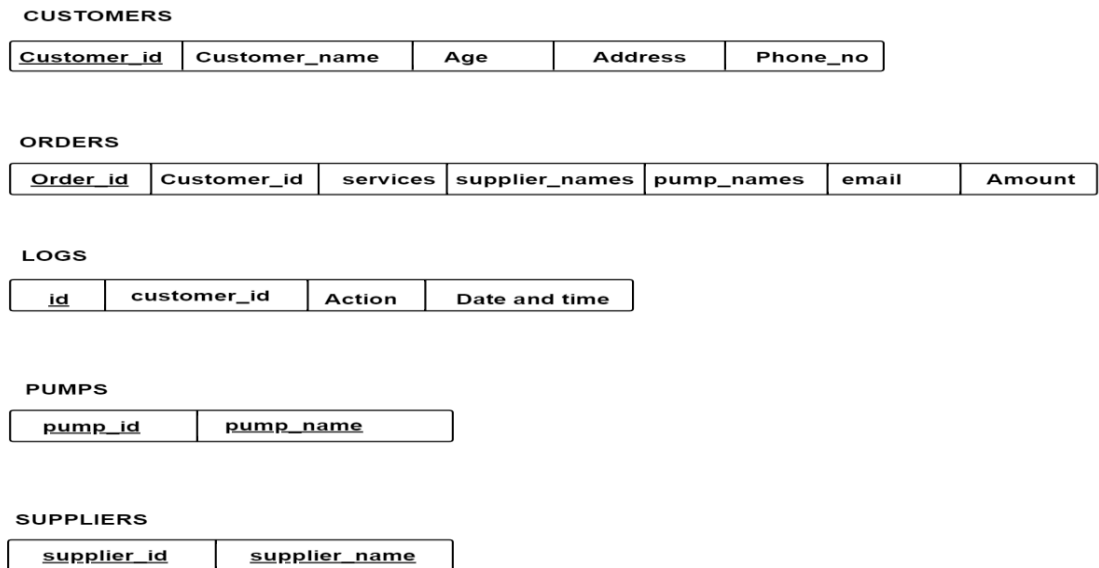 CUSTOMERS
Customer_id Customer_name Age Address Phone_no
ORDERS
Order_id Customer_id services supplier_names pump_names email Amount
LOGS
id customer_id Action Date and time
PUMPS
pump_id pump_name
SUPPLIERS
supplier_id supplier_name